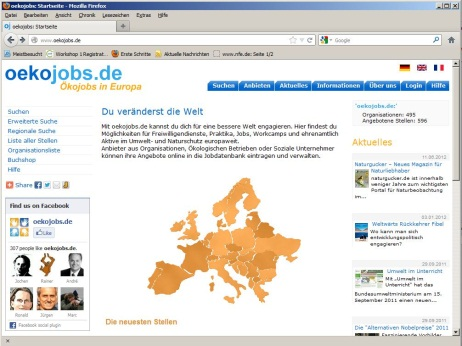 oekojobs: Startseite - Mozilla Firefox
Datei Bearbeiten Ansicht Chronik Lesezeichen Extras Hilfe
oekojobs: Startseite
www.oekojobs.de
Meistbesucht Workshop 1 Registrat... Erste Schritte Aktuelle Nachrichten www.nfs.de: Seite 1/2
oekojobs.de
Ökojobs in Europa
Suchen Anbieten Aktuelles Informationen Über uns Login Hilfe
Suchen
Erweiterte Suche
Regionale Suche
Liste aller Stellen
Organisationsliste
Buchshop
Hilfe
Share
Find us on Facebook
oekojobs.de
Like
307 people like oekojobs.de.
Jochen Rainer André
Ronald Jürgen Marc
Facebook social plugin
Du veränderst die Welt
Mit oekojobs.de kannst du dich für eine bessere Welt engagieren. Hier findest du
Möglichkeiten für Freiwilligendienste, Praktika, Jobs, Workcamps und ehrenamtlich
Aktive im Umwelt- und Naturschutz europaweit.
Anbieter aus Organisationen, Ökologischen Betrieben oder Soziale Unternehmer
können ihre Angebote online in die Jobdatenbank eintragen und verwalten.
Die neuesten Stellen
'oekojobs.de:'
Organisationen: 495
Angebotene Stellen: 596
Aktuelles
11.06.2012
Naturgucker – Neues Magazin für
Naturliebhaber
naturgucker.de ist innerhalb
weniger Jahre zum wichtigsten
Portal für Naturbeobachtung
im...
03.01.2012
Weltwärts Rückkehrer Fibel
Wo kann man sich
entwicklungspolitisch
engagieren?
28.09.2011
Umwelt im Unterricht
Mit „Umwelt im
Unterricht" hat das
Bundesumweltministerium am
15. September 2011 einen neuen...
29.09.2011
Die "Alternativen Nobelpreise" 2011